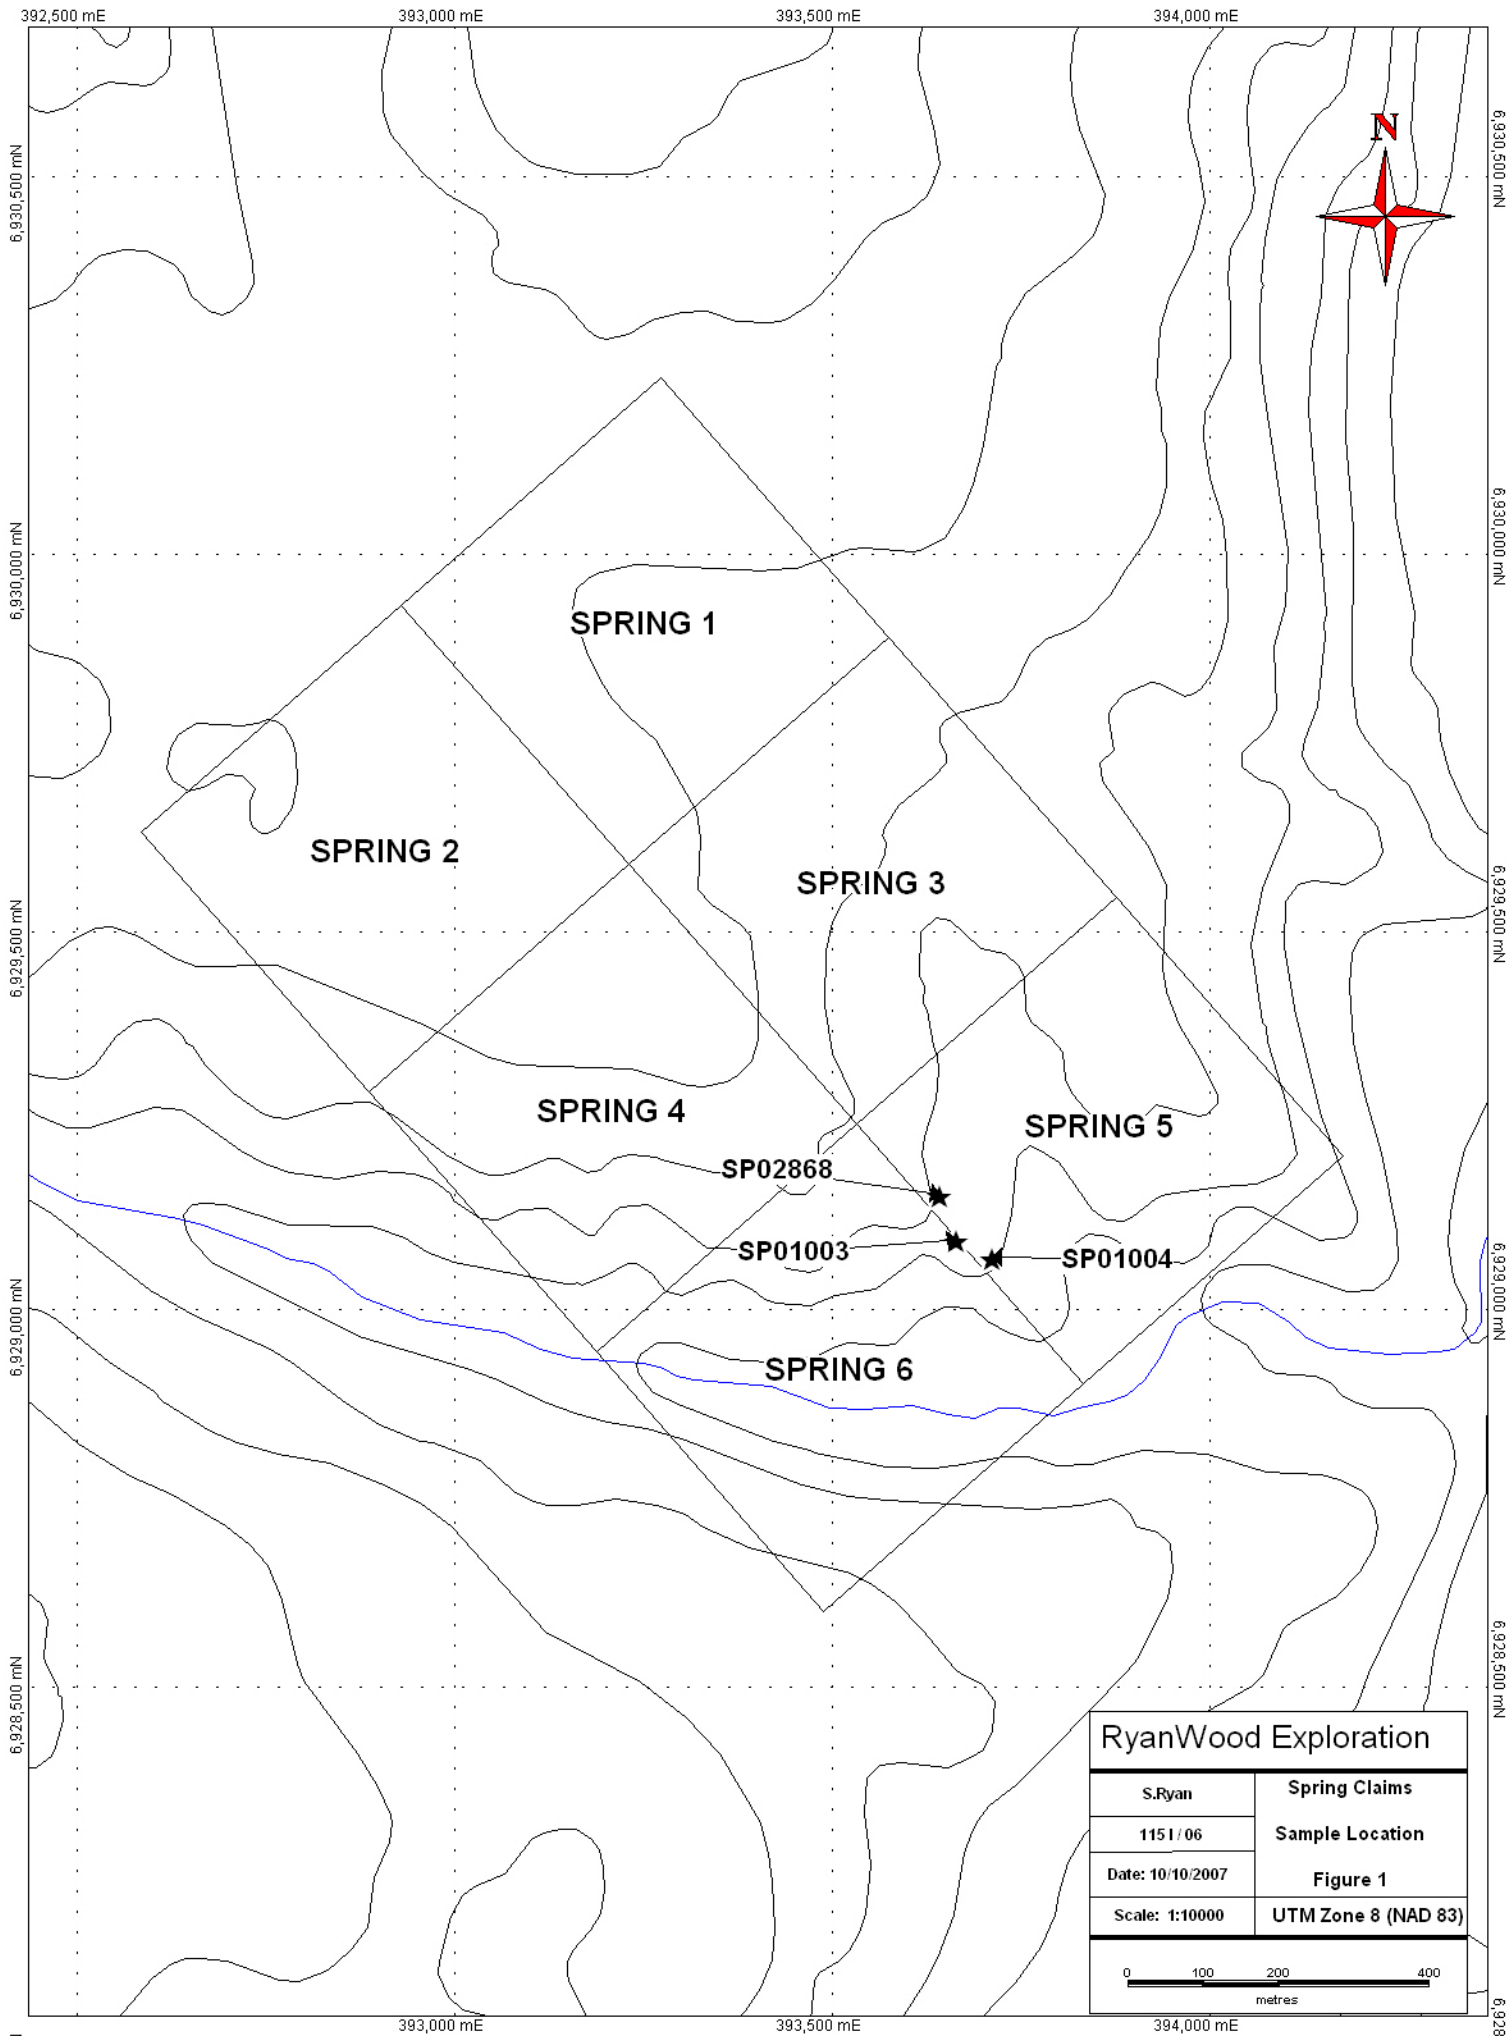 392,500 mE
393,000 mE
393,500 mE
394,000 mE
N
6,930,500 mN
6,930,500 mN
6,930,000 mN
6,930,000 mN
SPRING 1
SPRING 2
SPRING 3
6,929,500 mN
6,929,500 mN
SPRING 4
SPRING 5
SP02868
SP01003
SP01004
6,929,000 mN
6,929,000 mN
SPRING 6
6,928,500 mN
6,928,500 mN
RyanWood Exploration
S.Ryan
Spring Claims
115 I / 06
Sample Location
Date: 10/10/2007
Figure 1
Scale: 1:10000
UTM Zone 8 (NAD 83)
0 100 200 400
metres
6,928
393,000 mE
393,500 mE
394,000 mE